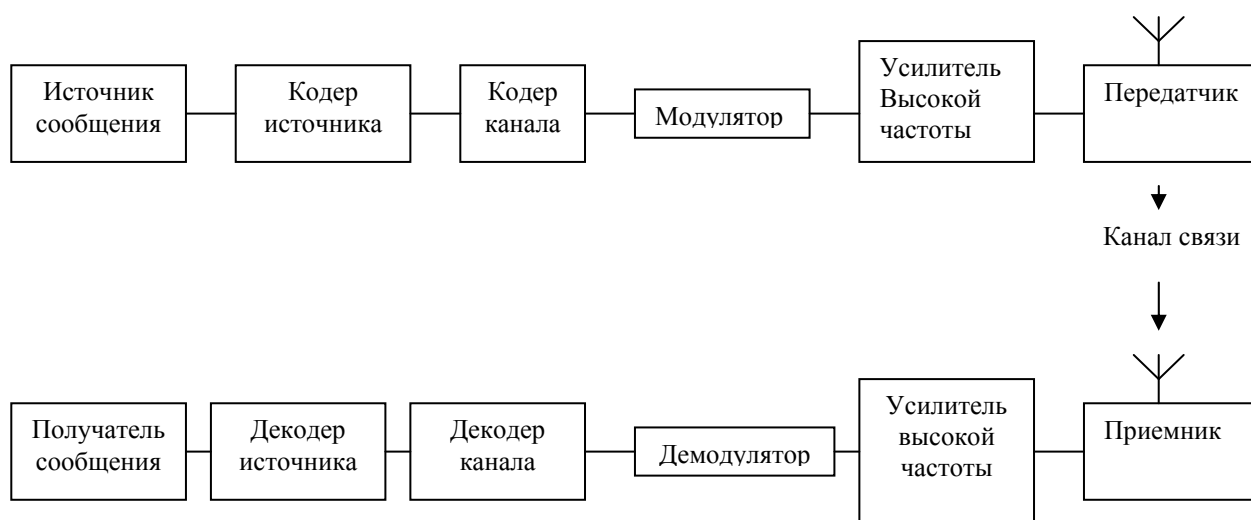 Источник
сообщения
Кодер
источника
Кодер
канала
Модулятор
Усилитель
Высокой
частоты
Передатчик
Канал связи
Получатель
сообщения
Декодер
источника
Декодер
канала
Демодулятор
Усилитель
высокой
частоты
Приемник